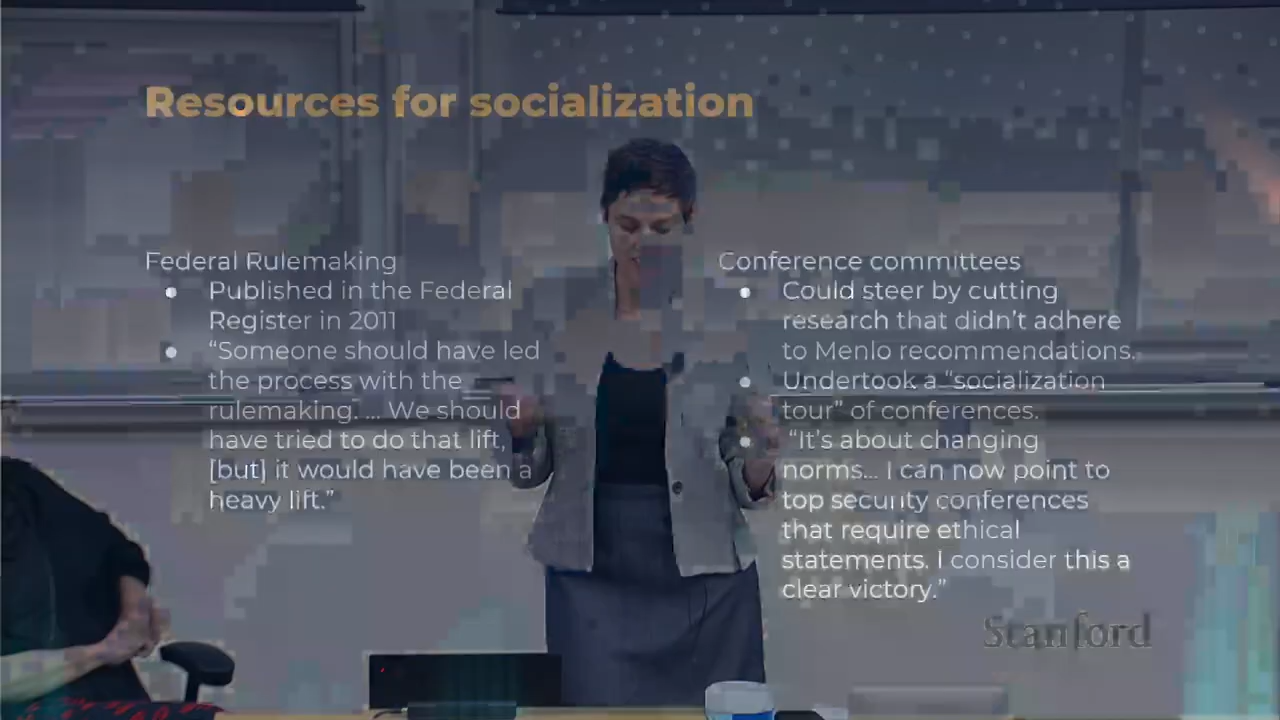 Resources for socialization
Federal Rulemaking
● Published in the Federal
Register in 2011
● “Someone should have led
the process with the
rulemaking. ... We should
have tried to do that lift,
[but] it would have been a
heavy lift.”
Conference committees
● Could steer by cutting
research that didn’t adhere
to Menlo recommendations.
● Undertook a “socialization
tour” of conferences.
● “It’s about changing
norms... I can now point to
top security conferences
that require ethical
statements. I consider this a
clear victory.”
Stanford